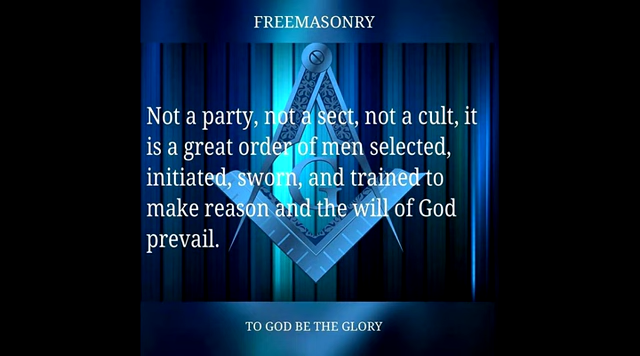 FREEMASONRY
Not a party, not a sect, not a cult, it
is a great order of men selected,
initiated, sworn, and trained to
make reason and the will of God
prevail.
G
TO GOD BE THE GLORY